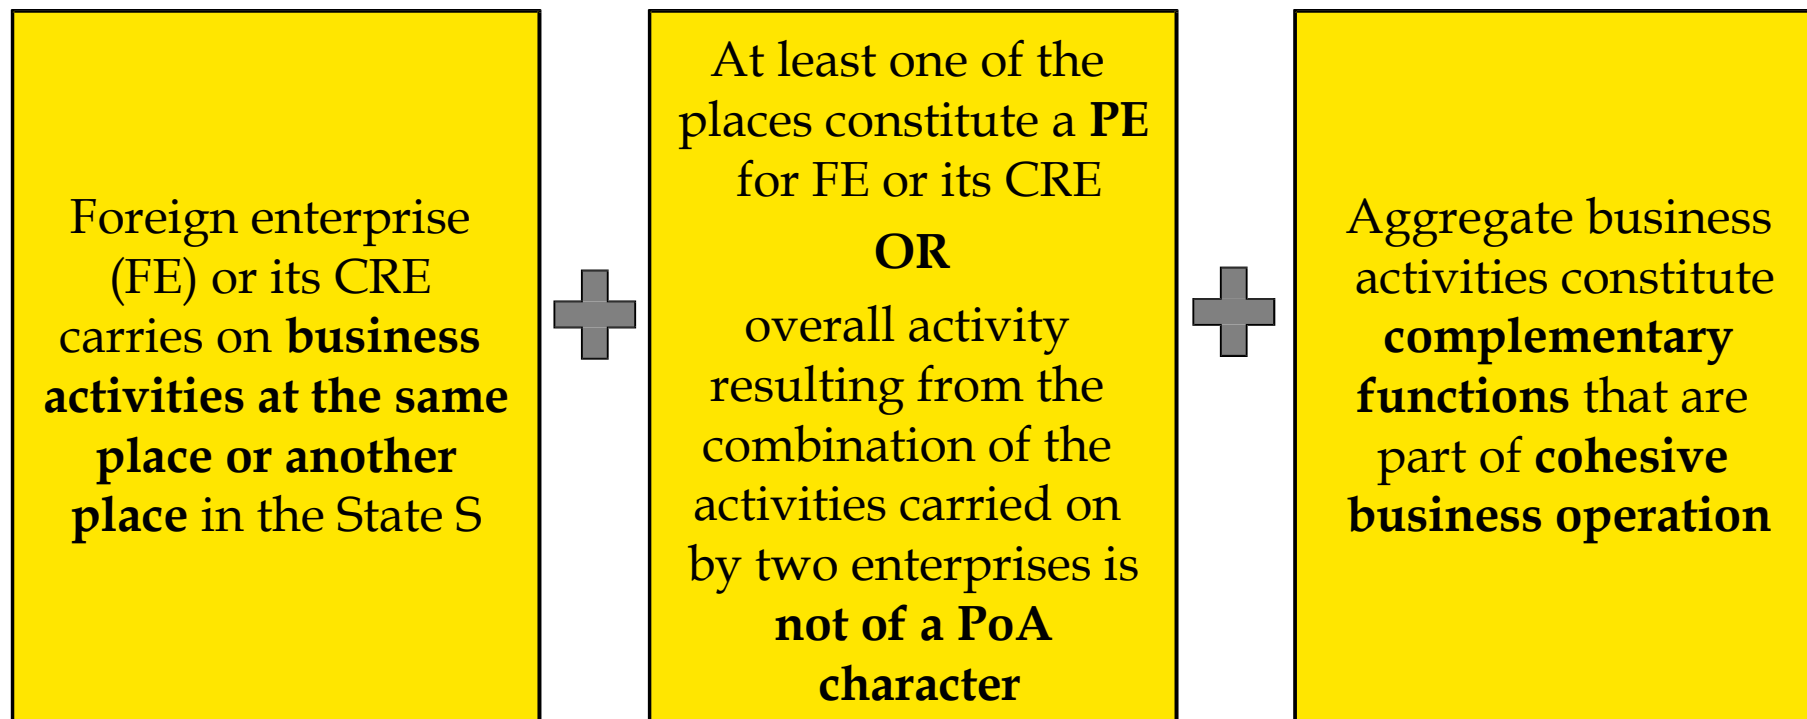 Foreign enterprise
(FE) or its CRE
carries on business
activities at the same
place or another
place in the State S
At least one of the
places constitute a PE
for FE or its CRE
OR
overall activity
resulting from the
combination of the
activities carried on
by two enterprises is
not of a PoA
character
Aggregate business
activities constitute
complementary
functions that are
part of cohesive
business operation